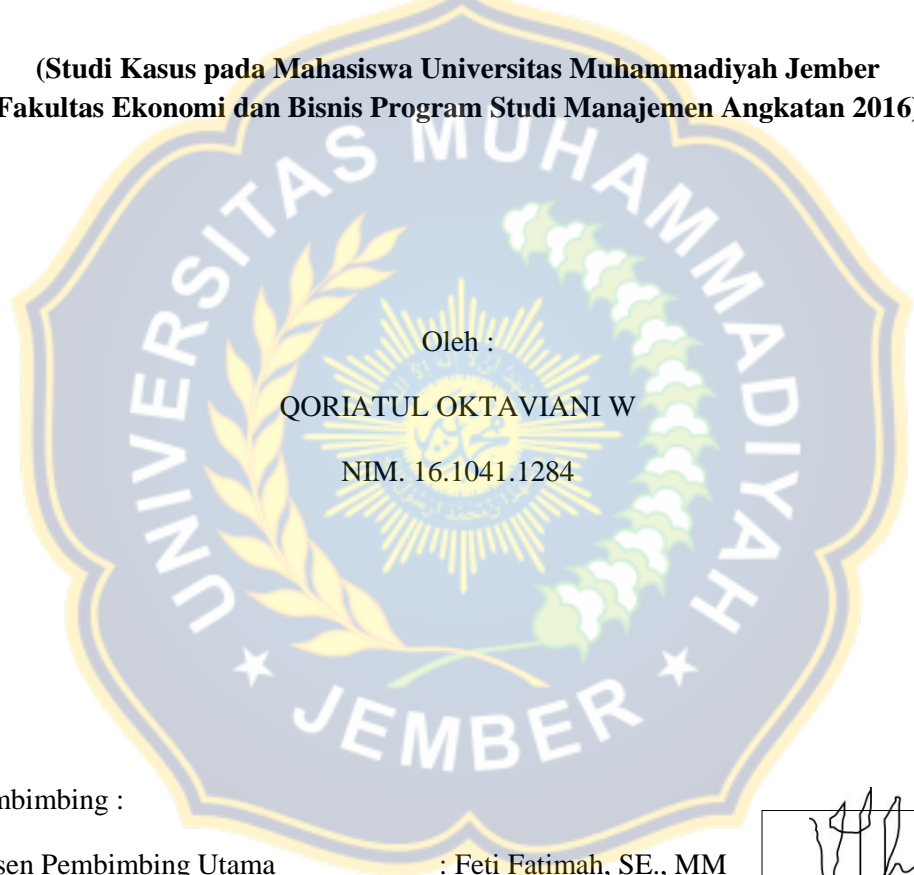 (Studi Kasus pada Mahasiswa Universitas Muhammadiyah Jember
Fakultas Ekonomi dan Bisnis Program Studi Manajemen Angkatan 2016)
UNIVERSITAS MUHAMMADIYAH
Oleh :
QORIATUL OKTAVIANI W
NIM. 16.1041.1284
JEMBER
mbimbing :
sen Pembimbing Utama : Feti Fatimah, SE., MM